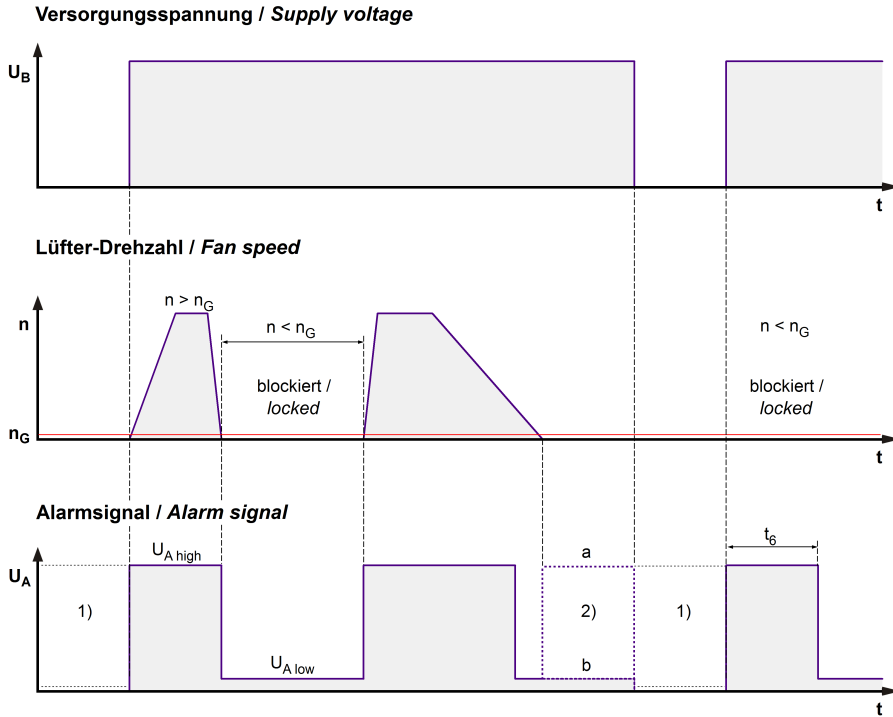 Versorgungsspannung / Supply voltage
U_B
t
Lüfter-Drehzahl / Fan speed
n > n_G
n
n < n_G
n < n_G
blockiert /
locked
blockiert /
locked
n_G
t
Alarmsignal / Alarm signal
U_A high
a
t_6
U_A
1)
2)
1)
U_A low
b
t